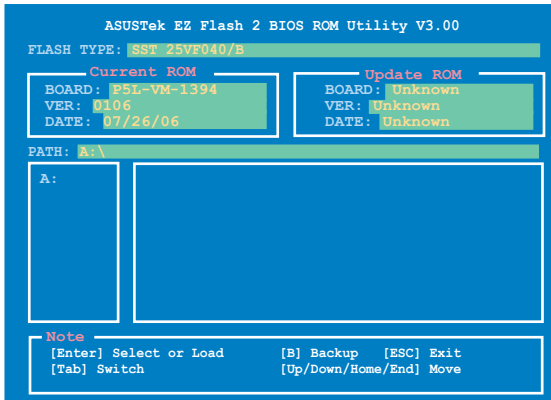 ASUSTek EZ Flash 2 BIOS ROM Utility V3.00
FLASH TYPE: SST 25VF040/B
Current ROM
BOARD: P5L-VM-1394
VER: 0106
DATE: 07/26/06
Update ROM
BOARD: Unknown
VER: Unknown
DATE: Unknown
PATH: A:\
A:
Note
[Enter] Select or Load [B] Backup [ESC] Exit
[Tab] Switch [Up/Down/Home/End] Move